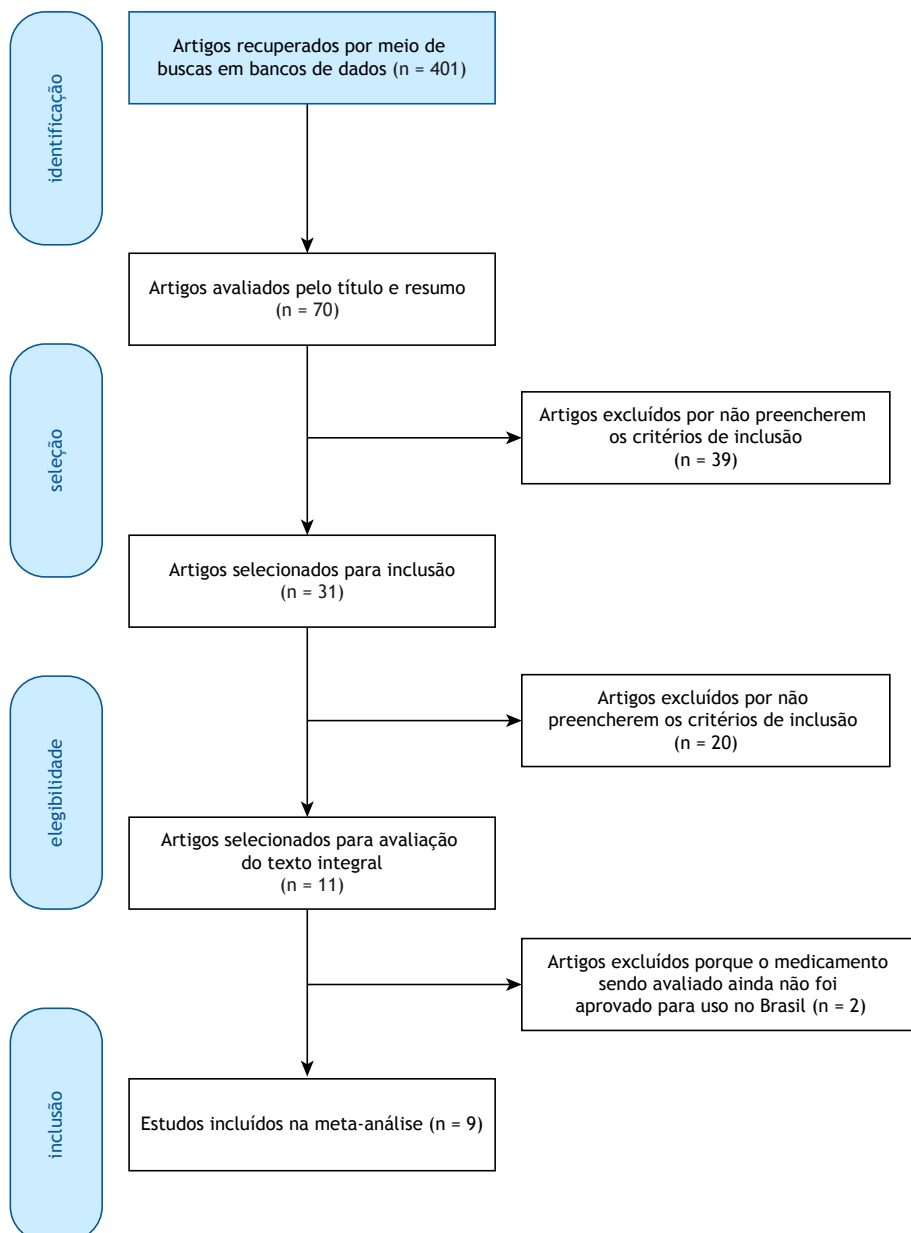 identificação
Artigos recuperados por meio de
buscas em bancos de dados (n = 401)
Artigos avaliados pelo título e resumo
(n = 70)
seleção
Artigos excluídos por não preencherem
os critérios de inclusão
(n = 39)
Artigos selecionados para inclusão
(n = 31)
elegibilidade
Artigos excluídos por não
preencherem os critérios de inclusão
(n = 20)
Artigos selecionados para avaliação
do texto integral
(n = 11)
Artigos excluídos porque o medicamento
sendo avaliado ainda não foi
aprovado para uso no Brasil (n = 2)
inclusão
Estudos incluídos na meta-análise (n = 9)